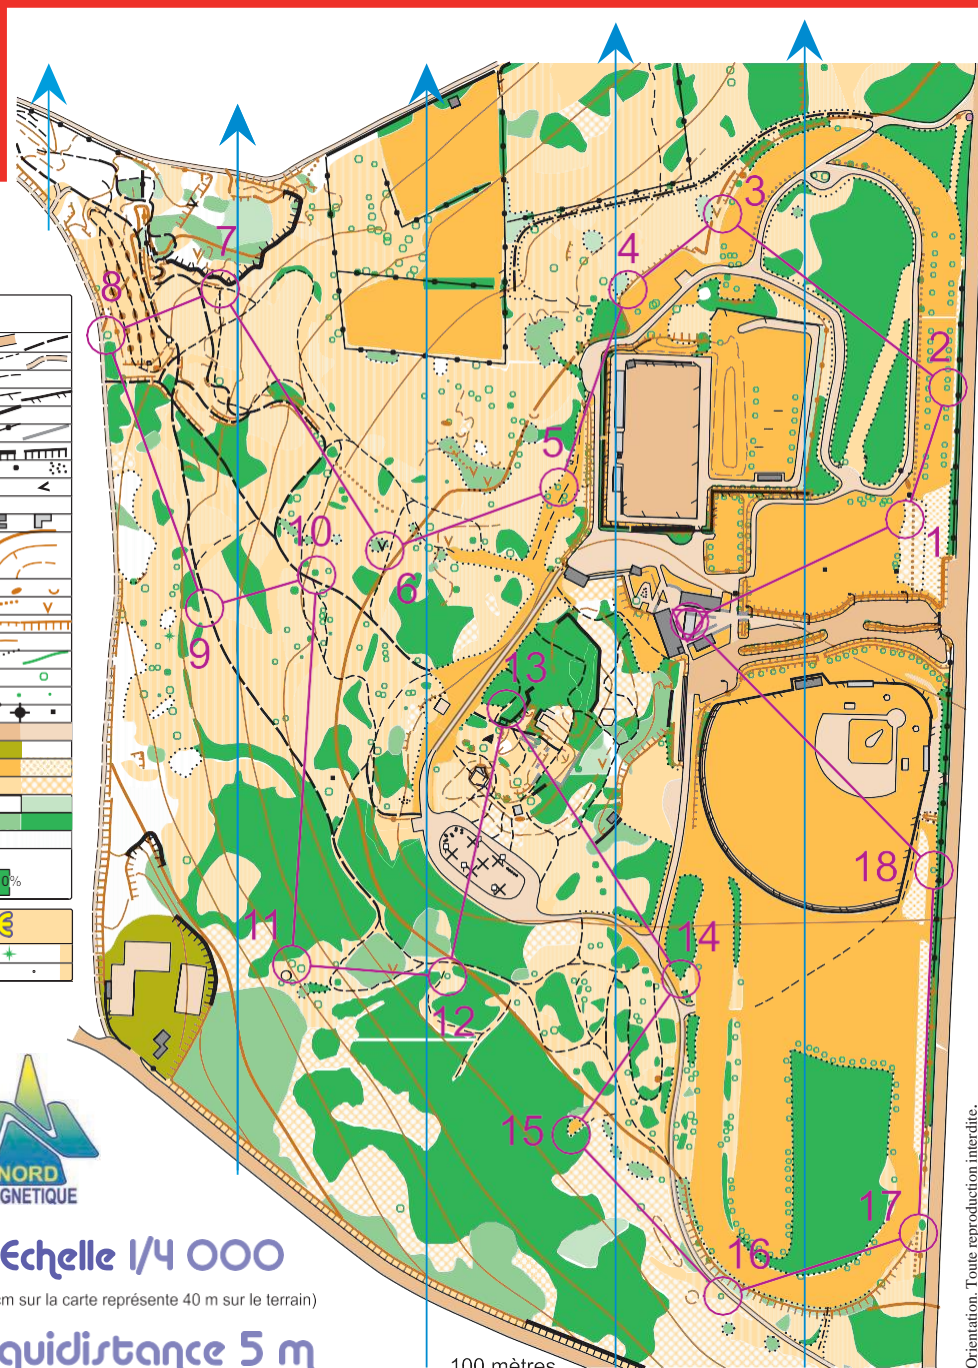 3
7
4
8
2
5
10
1
6
9
13
0%
18
11
14
12
15
NORD
GNETIQUE
17
16
Echelle 1/4 000
cm sur la carte représente 40 m sur le terrain)
quidistance 5 m
100 mètres
orientation. Toute reproduction interdite.